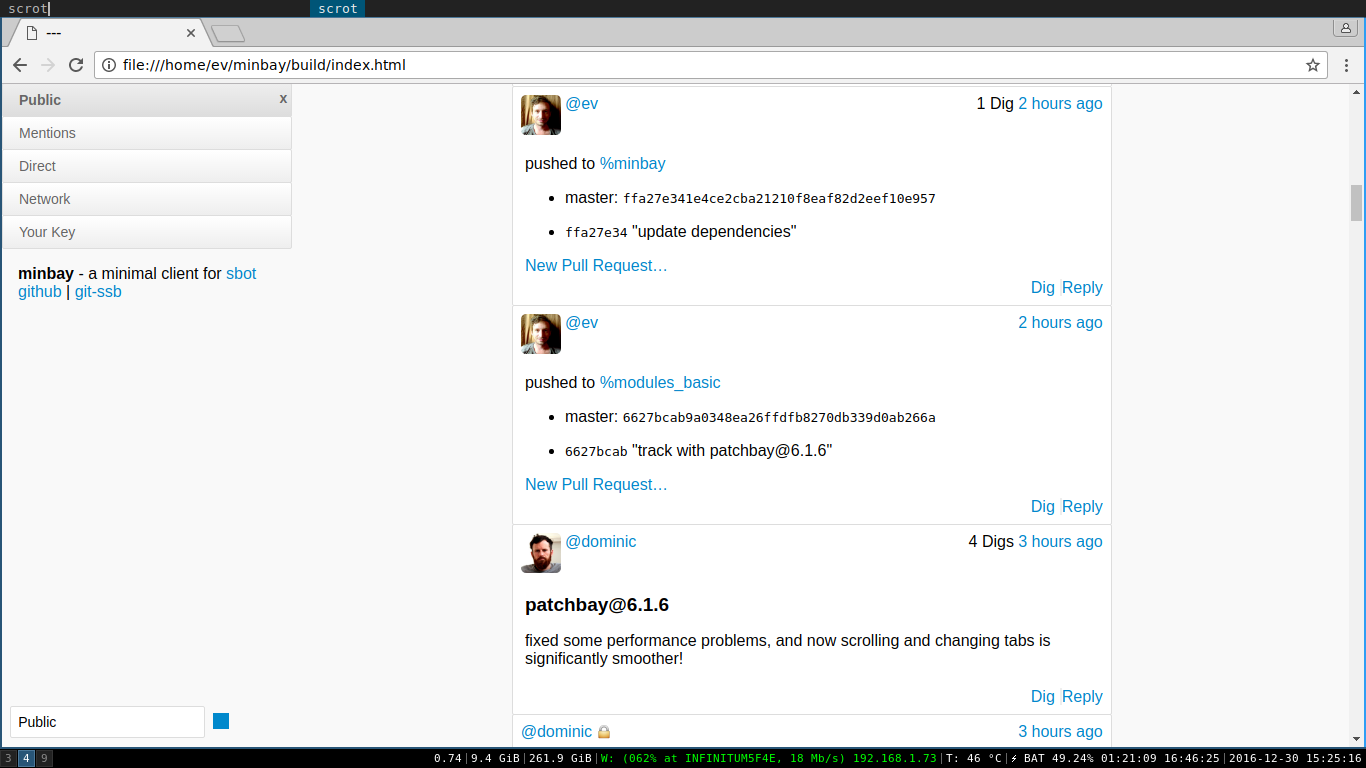 scrot scrot
---
file:///home/ev/minbay/build/index.html
Public x
Mentions
Direct
Network
Your Key
minbay - a minimal client for sbot
github | git-ssb
@ev 1 Dig 2 hours ago
pushed to %minbay
• master: ffa27e341e4ce2cba21210f8eaf82d2eef10e957
• ffa27e34 "update dependencies"
New Pull Request…
Dig Reply
@ev 2 hours ago
pushed to %modules_basic
• master: 6627bcab9a0348ea26ffdfb8270db339d0ab266a
• 6627bcab "track with patchbay@6.1.6"
New Pull Request…
Dig Reply
@dominic 4 Digs 3 hours ago
patchbay@6.1.6
fixed some performance problems, and now scrolling and changing tabs is
significantly smoother!
Dig Reply
@dominic 🔒 3 hours ago
Public
3 4 9 0.74|9.4 GiB|261.9 GiB|W: (062% at INFINITUM5F4E, 18 Mb/s) 192.168.1.73|T: 46 °C|⚡ BAT 49.24% 01:21:09 16:46:25|2016-12-30 15:25:16